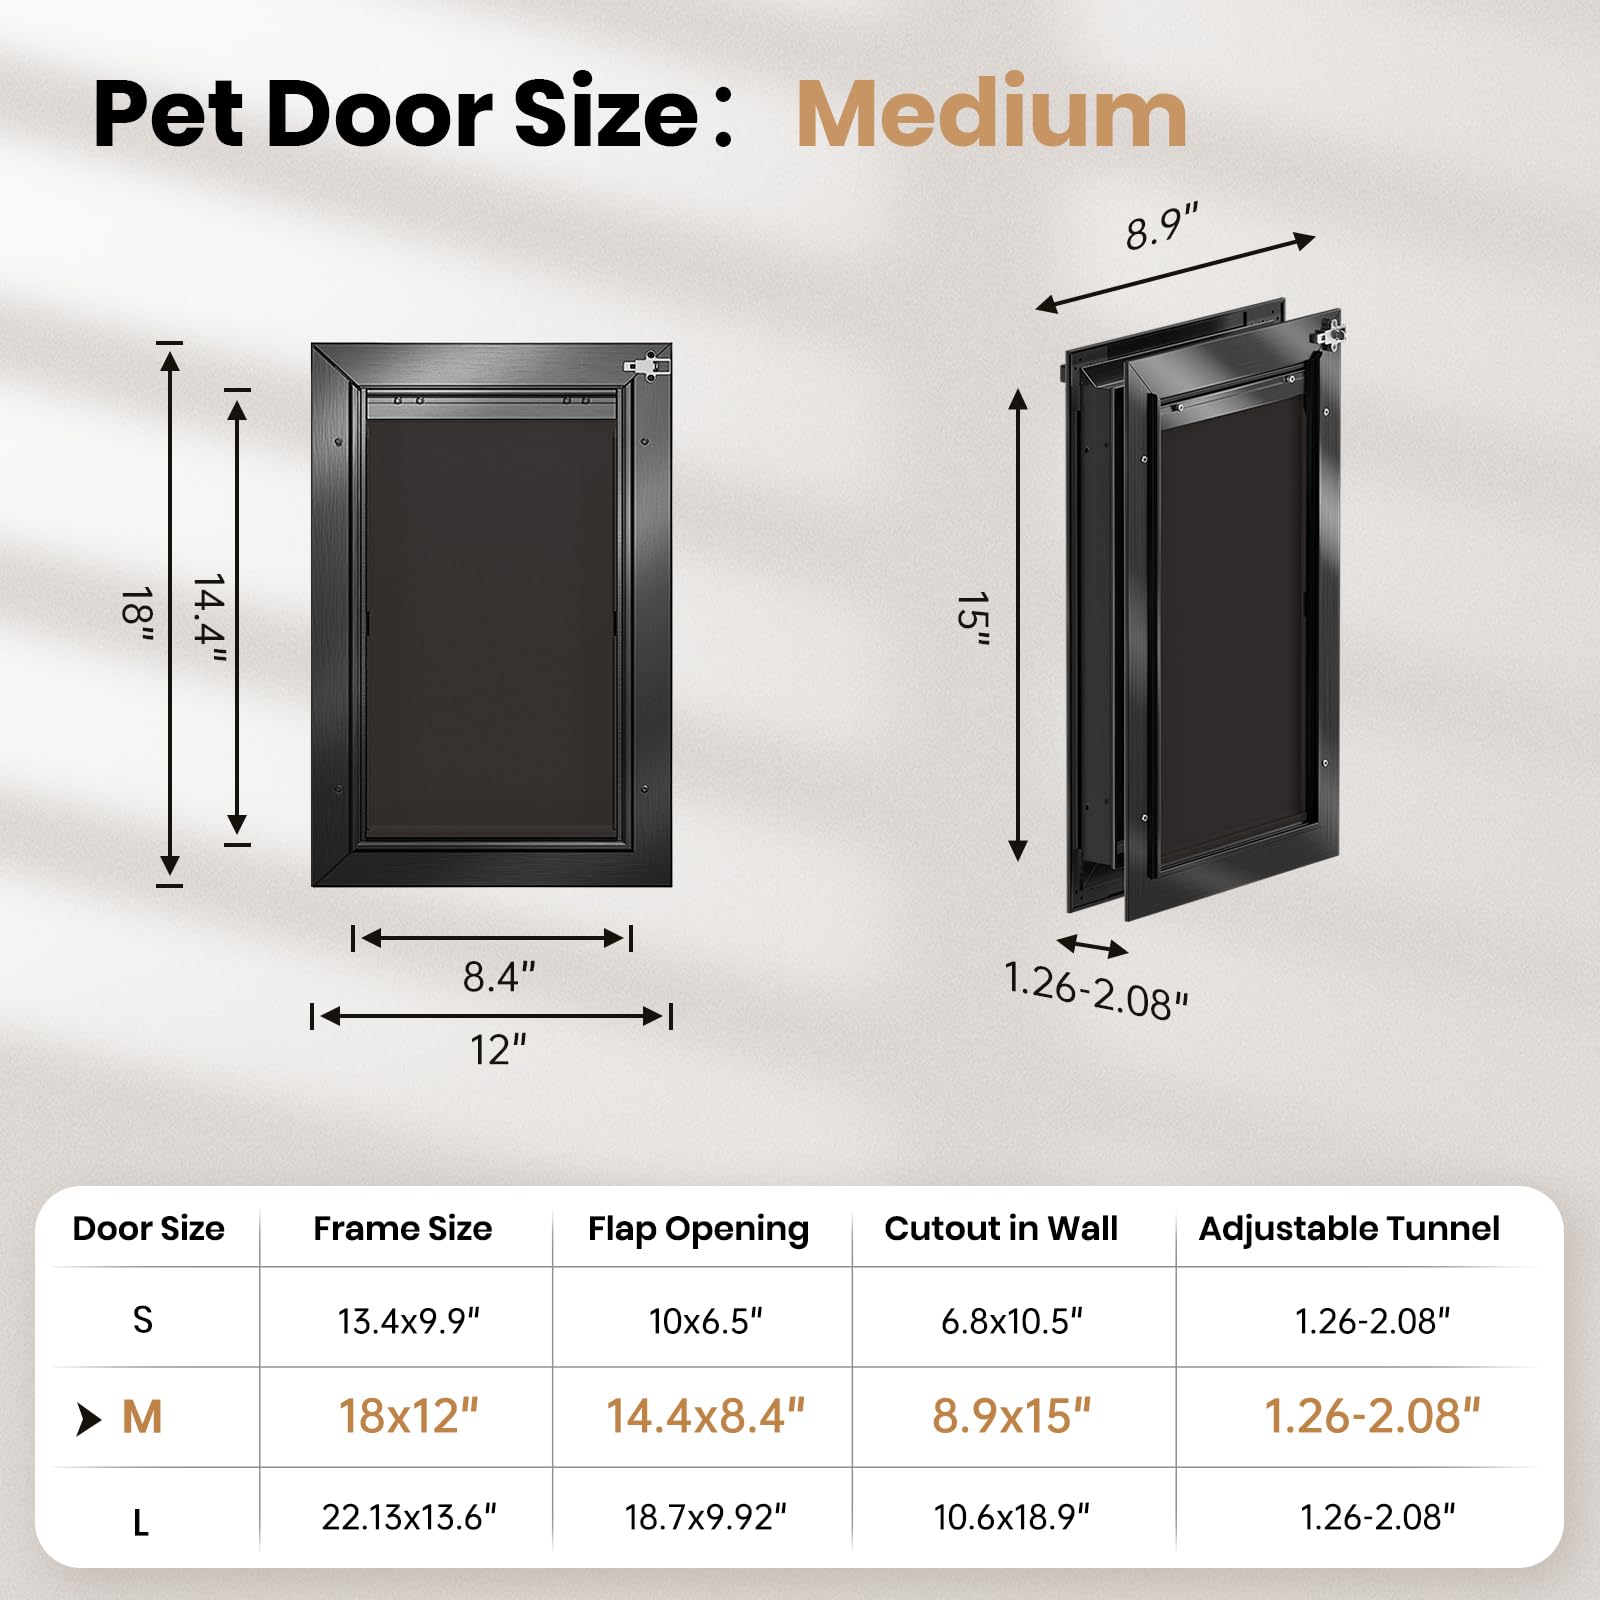 Pet Door Size： Medium
8.9"
18"
14.4"
15"
8.4"
12"
1.26-2.08"
Door Size Frame Size Flap Opening Cutout in Wall Adjustable Tunnel
S 13.4x9.9" 10x6.5" 6.8x10.5" 1.26-2.08"
M 18x12" 14.4x8.4" 8.9x15" 1.26-2.08"
L 22.13x13.6" 18.7x9.92" 10.6x18.9" 1.26-2.08"